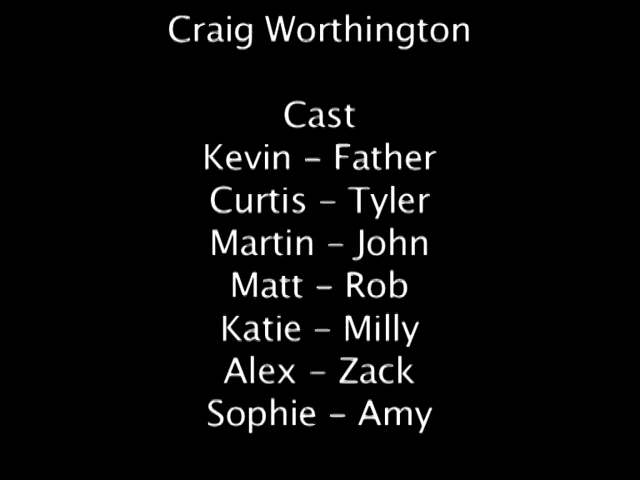 Craig Worthington
Cast
Kevin – Father
Curtis – Tyler
Martin – John
Matt – Rob
Katie – Milly
Alex – Zack
Sophie – Amy